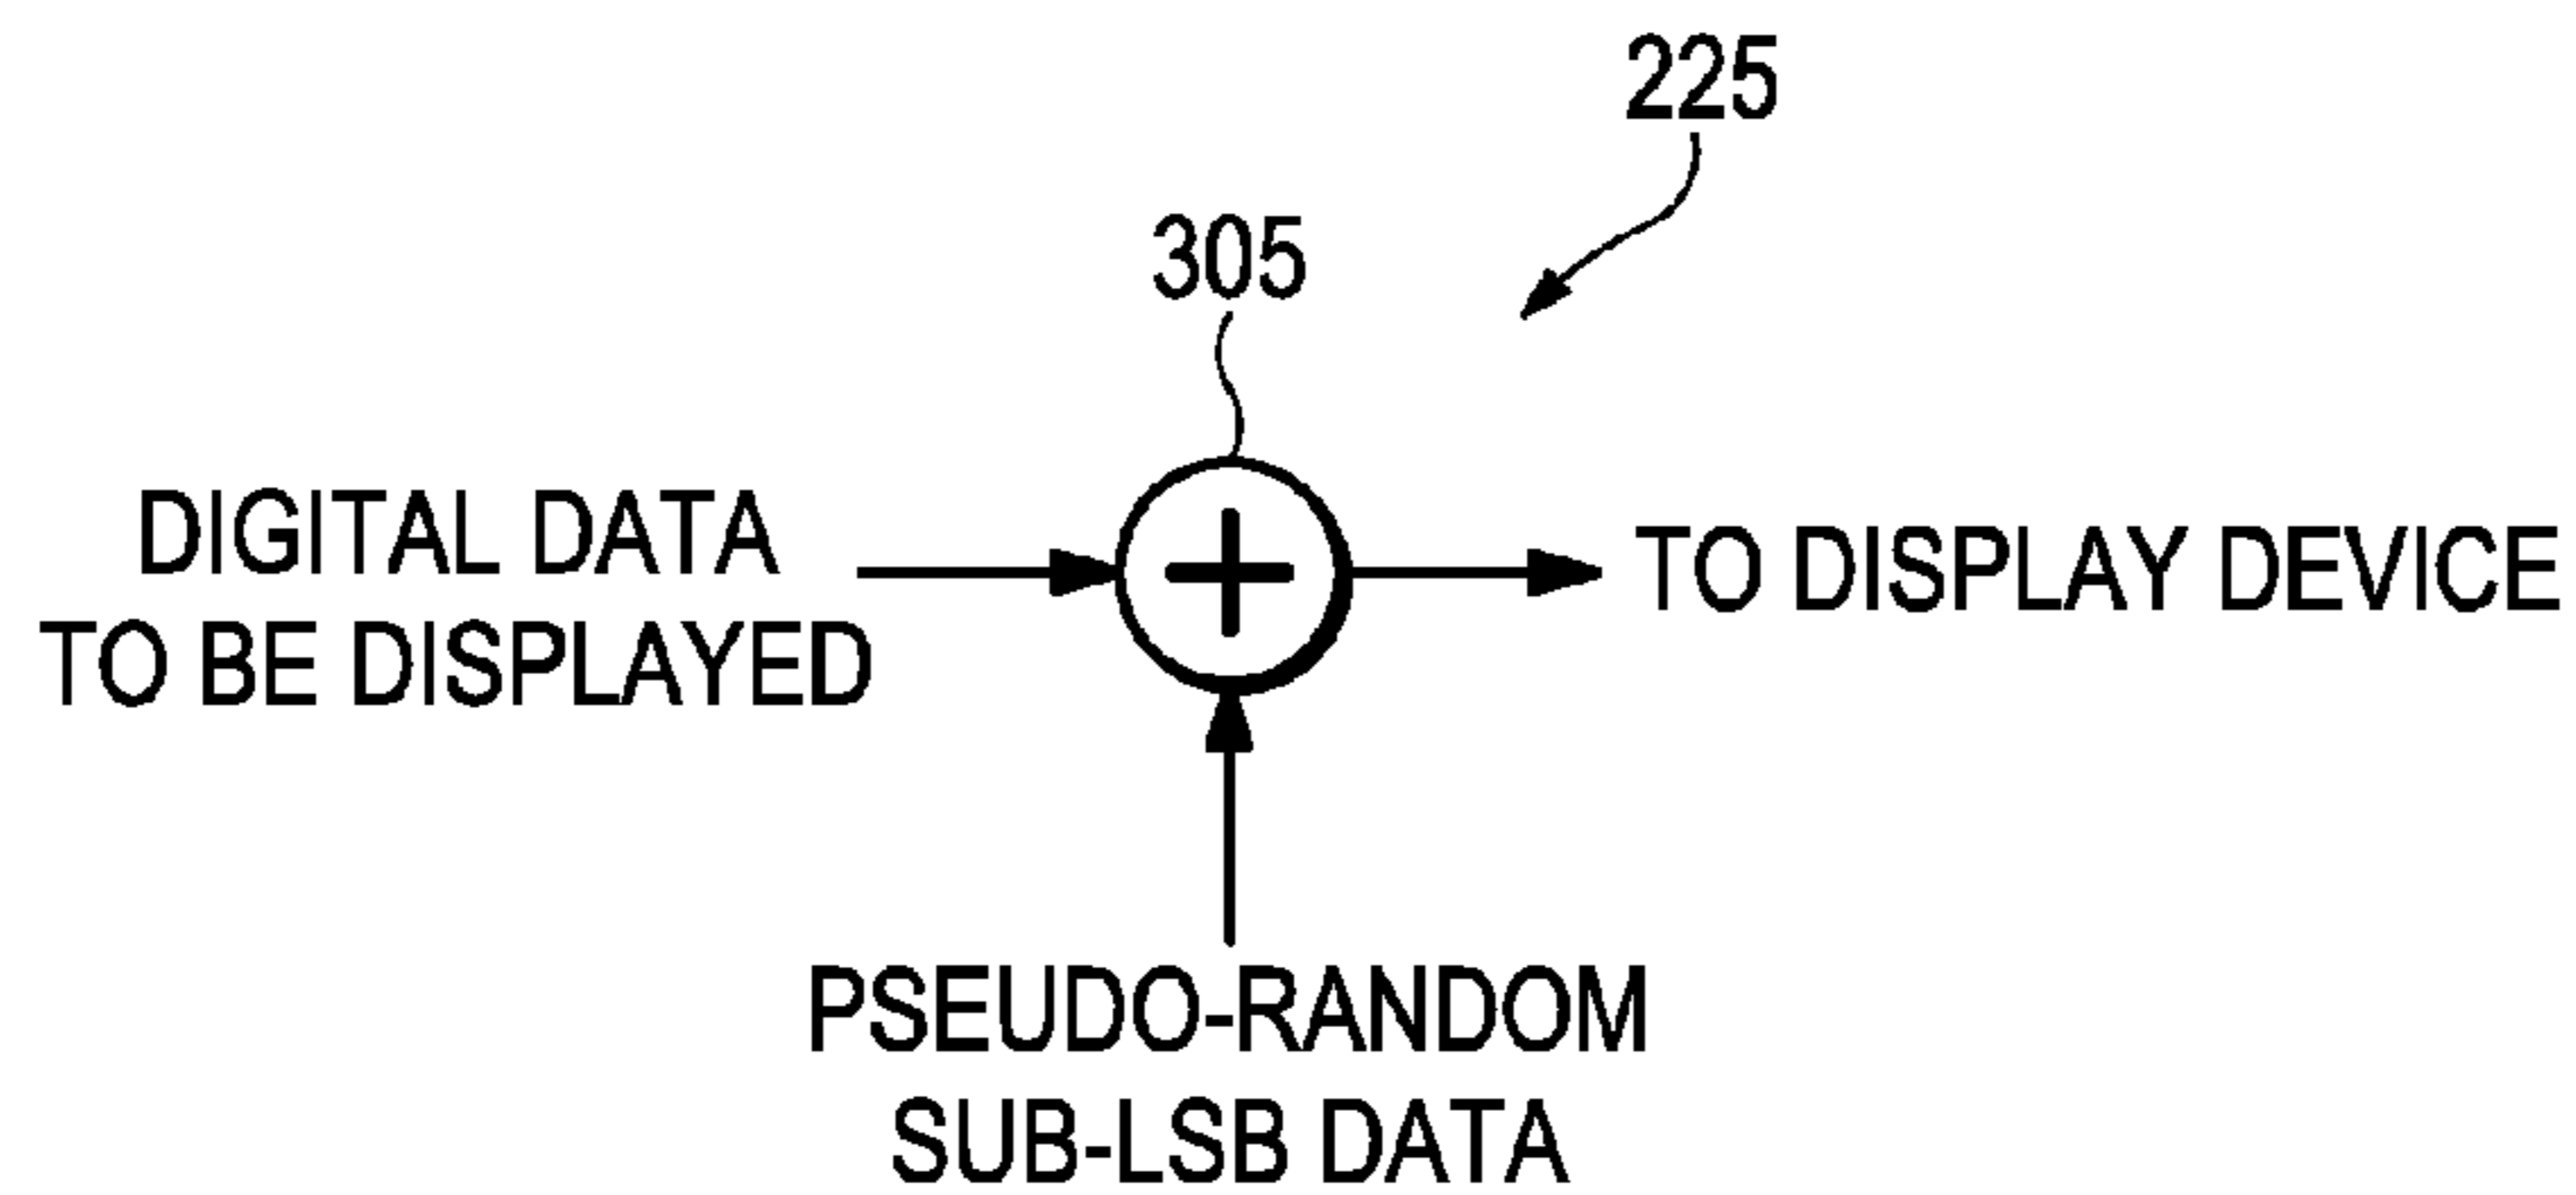 225
305
DIGITAL DATA
TO BE DISPLAYED
TO DISPLAY DEVICE
PSEUDO-RANDOM
SUB-LSB DATA